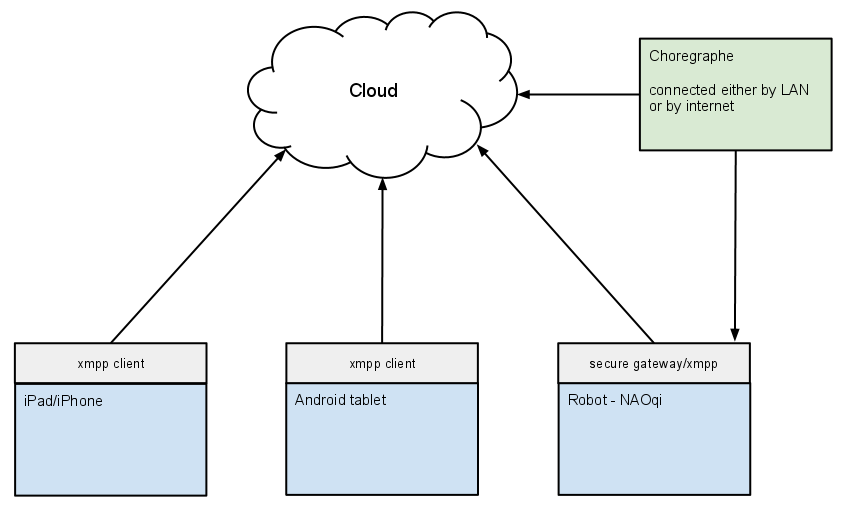 Cloud
Choregraphe
connected either by LAN
or by internet
xmpp client
iPad/iPhone
xmpp client
Android tablet
secure gateway/xmpp
Robot - NAOqi